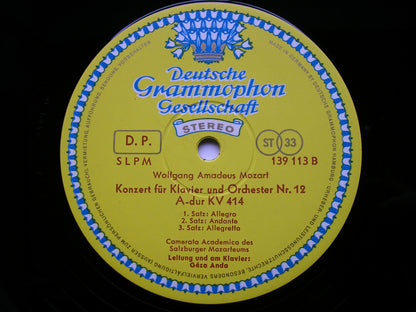 Deutsche
Grammophon
Gesellschaft
STEREO
D. P.
ST 33
SLPM
139 113 B
Wolfgang Amadeus Mozart
Konzert für Klavier und Orchester Nr. 12
A-dur KV 414
1. Satz: Allegro
2. Satz: Andante
3. Satz: Allegretto
Camerata Academica des
Salzburger Mozarteums
Leitung und am Klavier:
Géza Anda
MADE IN GERMANY